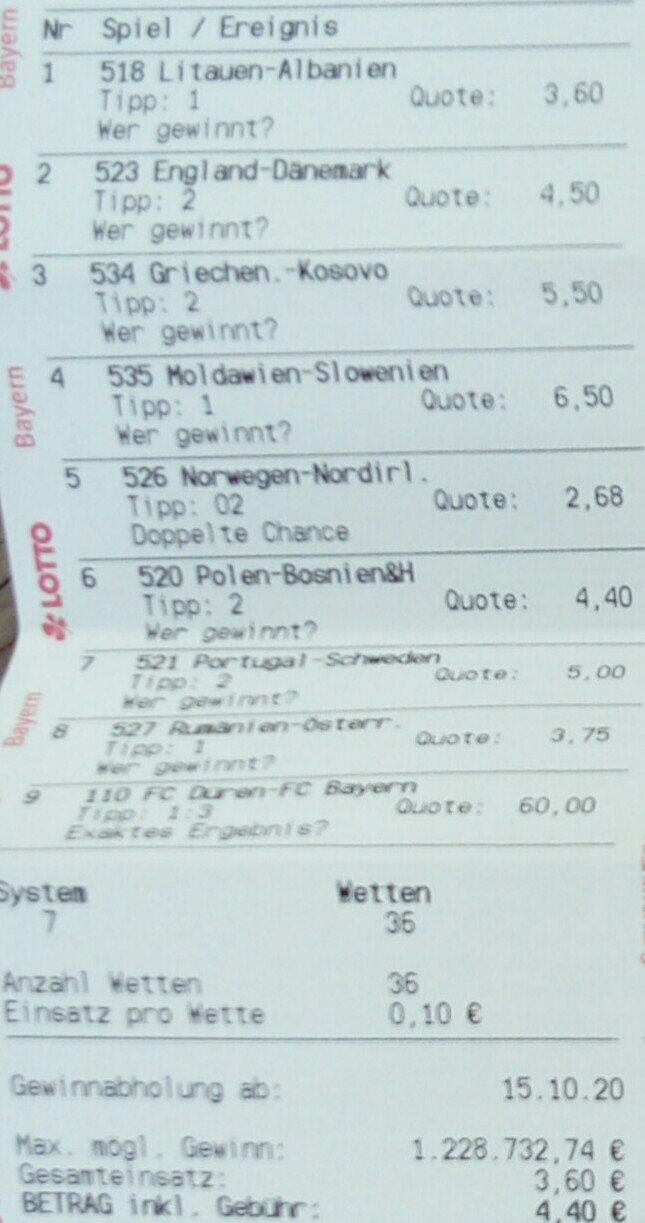 Nr Spiel / Ereignis
1 518 Litauen-Albanien
Tipp: 1 Quote: 3,60
Wer gewinnt?
2 523 England-Dänemark
Tipp: 2 Quote: 4,50
Wer gewinnt?
3 534 Griechen.-Kosovo
Tipp: 2 Quote: 5,50
Wer gewinnt?
4 535 Moldawien-Slowenien
Tipp: 1 Quote: 6,50
Wer gewinnt?
5 526 Norwegen-Nordirl.
Tipp: 02 Quote: 2,68
Doppelte Chance
6 520 Polen-Bosnien&H
Tipp: 2 Quote: 4,40
Wer gewinnt?
7 521 Portugal-Schweden
Tipp: 2 Quote: 5,00
Wer gewinnt?
8 527 Rumänien-Österr.
Tipp: 1 Quote: 3,75
Wer gewinnt?
9 110 FC Düren-FC Bayern
Tipp: 1:3 Quote: 60,00
Exaktes Ergebnis?
System Wetten
7 36
Anzahl Wetten 36
Einsatz pro Wette 0,10 €
Gewinnabholung ab: 15.10.20
Max. mögl. Gewinn: 1.228.732,74 €
Gesamteinsatz: 3,60 €
BETRAG inkl. Gebühr: 4,40 €
Bayern
LOTTO
Bayern
LOTTO
Bayern